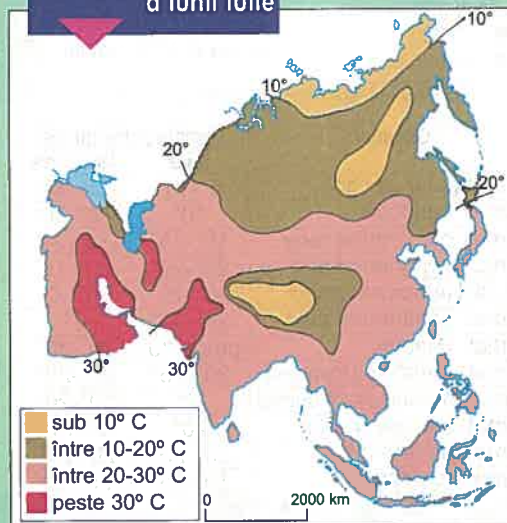 d lunii iulie
10°
10°
20°
20°
30°
30°
sub 10° C
între 10-20° C
între 20-30° C
peste 30° C
0 2000 km